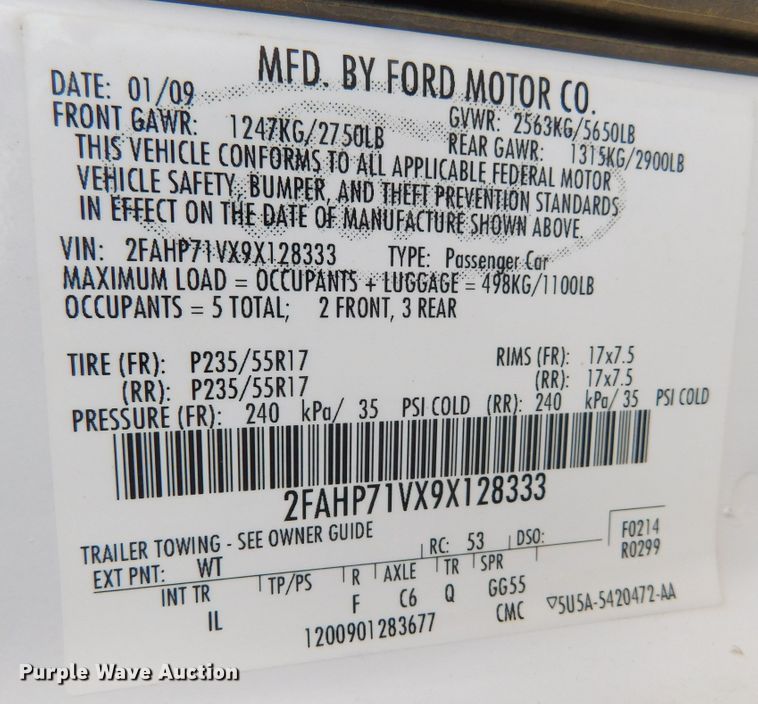 MFD. BY FORD MOTOR CO.
DATE: 01/09 GVWR: 2563KG/5650LB
FRONT GAWR: 1247KG/2750LB REAR GAWR: 1315KG/2900LB
THIS VEHICLE CONFORMS TO ALL APPLICABLE FEDERAL MOTOR
VEHICLE SAFETY, BUMPER, AND THEFT PREVENTION STANDARDS
IN EFFECT ON THE DATE OF MANUFACTURE SHOWN ABOVE.
VIN: 2FAHP71VX9X128333 TYPE: Passenger Car
MAXIMUM LOAD = OCCUPANTS + LUGGAGE = 498KG/1100LB
OCCUPANTS = 5 TOTAL; 2 FRONT, 3 REAR
TIRE (FR): P235/55R17 RIMS (FR): 17x7.5
(RR): P235/55R17 (RR): 17x7.5
PRESSURE (FR): 240 kPa/ 35 PSI COLD (RR): 240 kPa/ 35 PSI COLD
2FAHP71VX9X128333
TRAILER TOWING - SEE OWNER GUIDE
EXT PNT: WT RC: 53 DSO: F0214
R0299
INT TR TP/PS R AXLE TR SPR
IL F C6 Q GG55
1200901283677 CMC ▽5U5A-5420472-AA
Purple Wave Auction